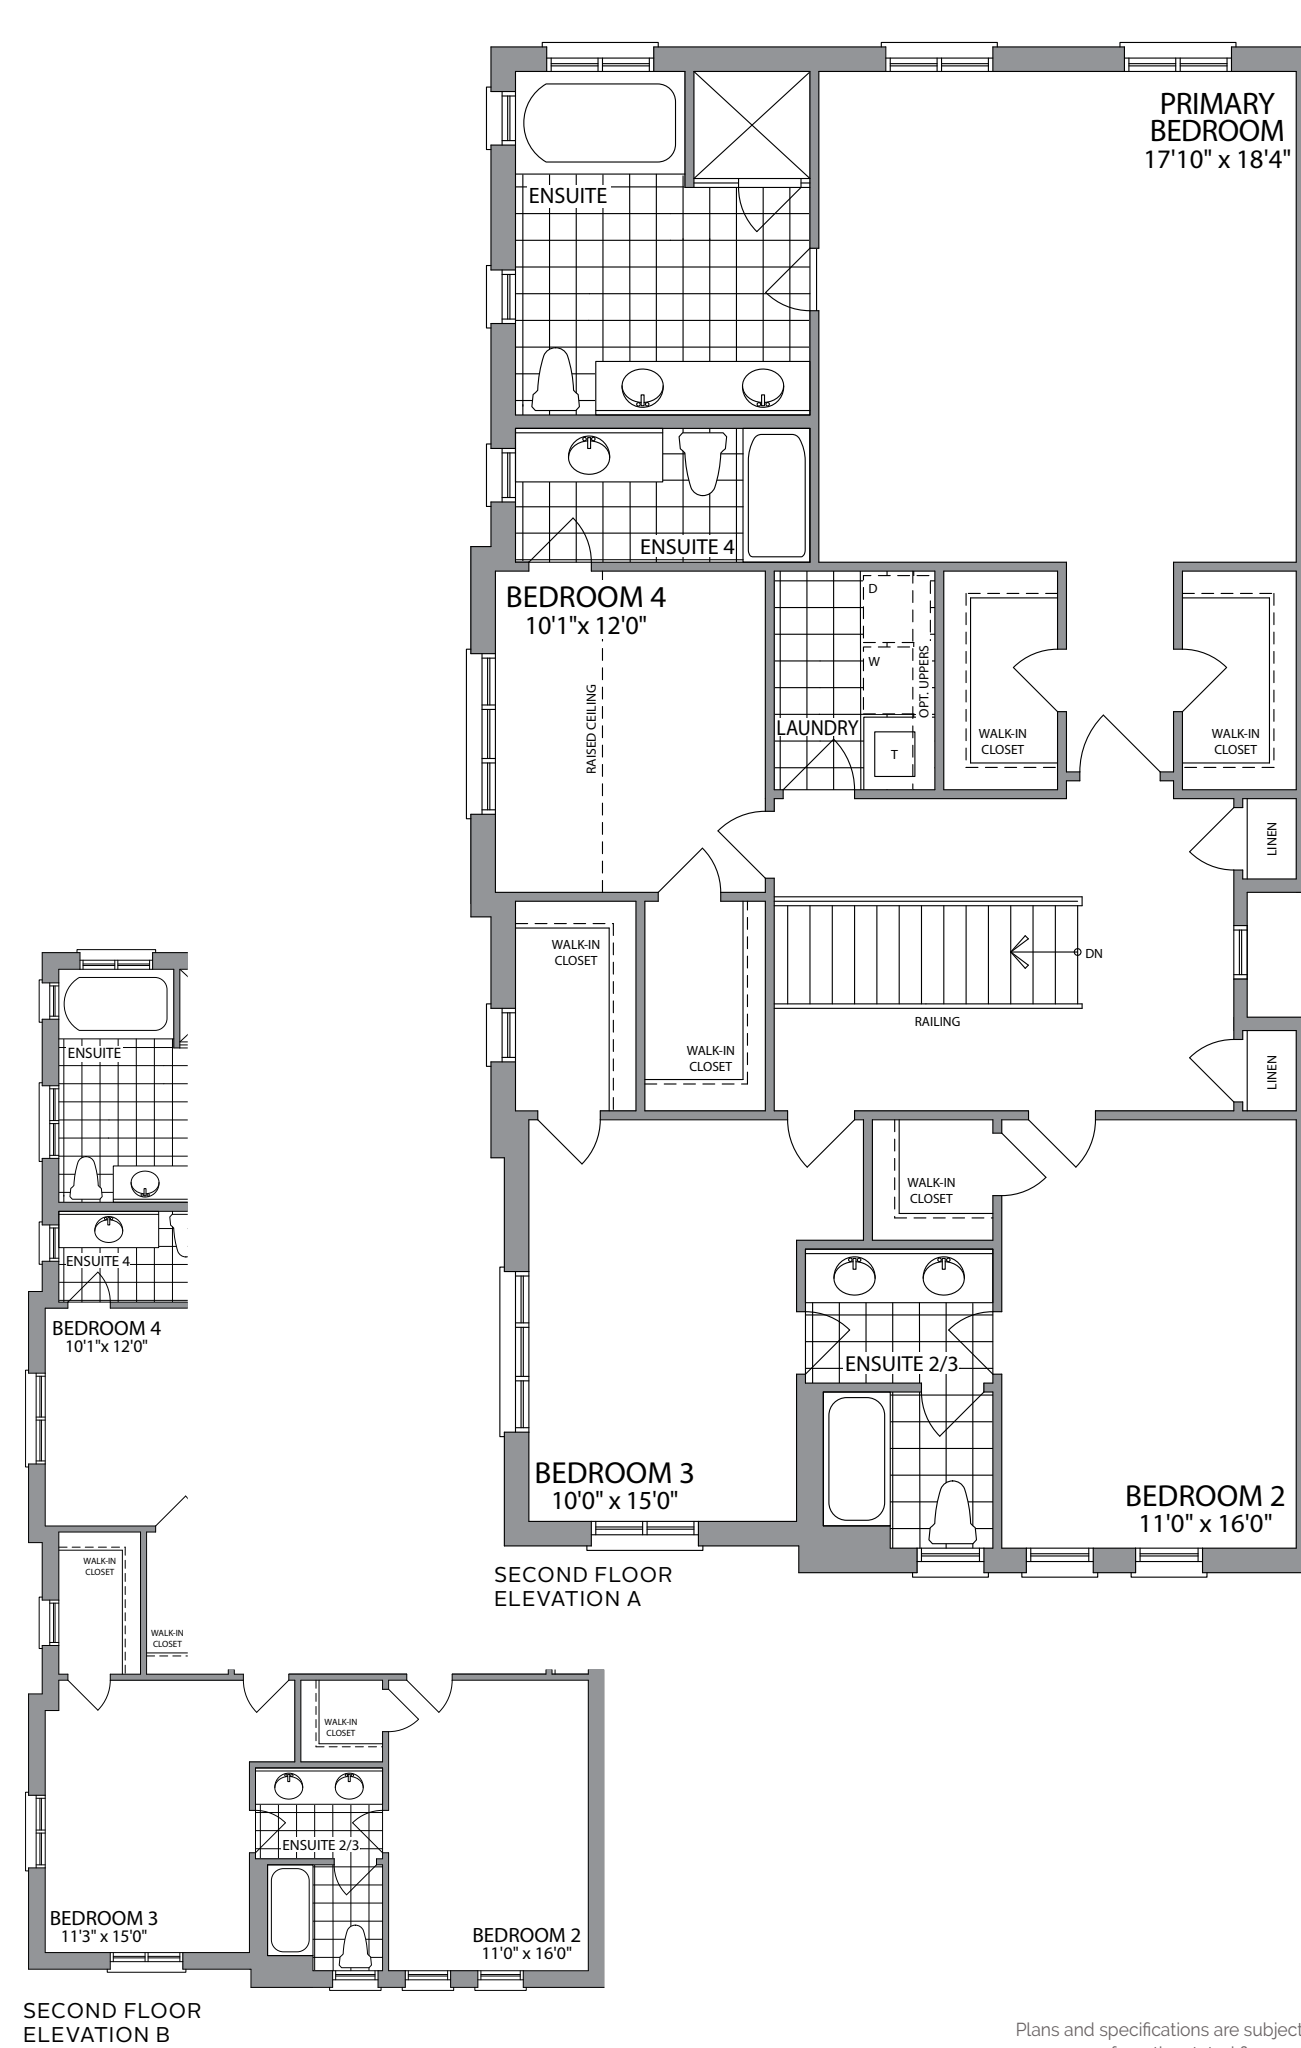 PRIMARY
BEDROOM
17'10" x 18'4"
ENSUITE
ENSUITE 4
BEDROOM 4
10'1"x 12'0"
RAISED CEILING
D
W
OPT. UPPERS
LAUNDRY
T
WALK-IN
CLOSET
WALK-IN
CLOSET
LINEN
WALK-IN
CLOSET
DN
RAILING
WALK-IN
CLOSET
LINEN
WALK-IN
CLOSET
ENSUITE 2/3
BEDROOM 3
10'0" x 15'0"
BEDROOM 2
11'0" x 16'0"
SECOND FLOOR
ELEVATION A
ENSUITE
ENSUITE 4
BEDROOM 4
10'1"x 12'0"
WALK-IN
CLOSET
WALK-IN
CLOSET
WALK-IN
CLOSET
ENSUITE 2/3
BEDROOM 3
11'3" x 15'0"
BEDROOM 2
11'0" x 16'0"
SECOND FLOOR
ELEVATION B
Plans and specifications are subject